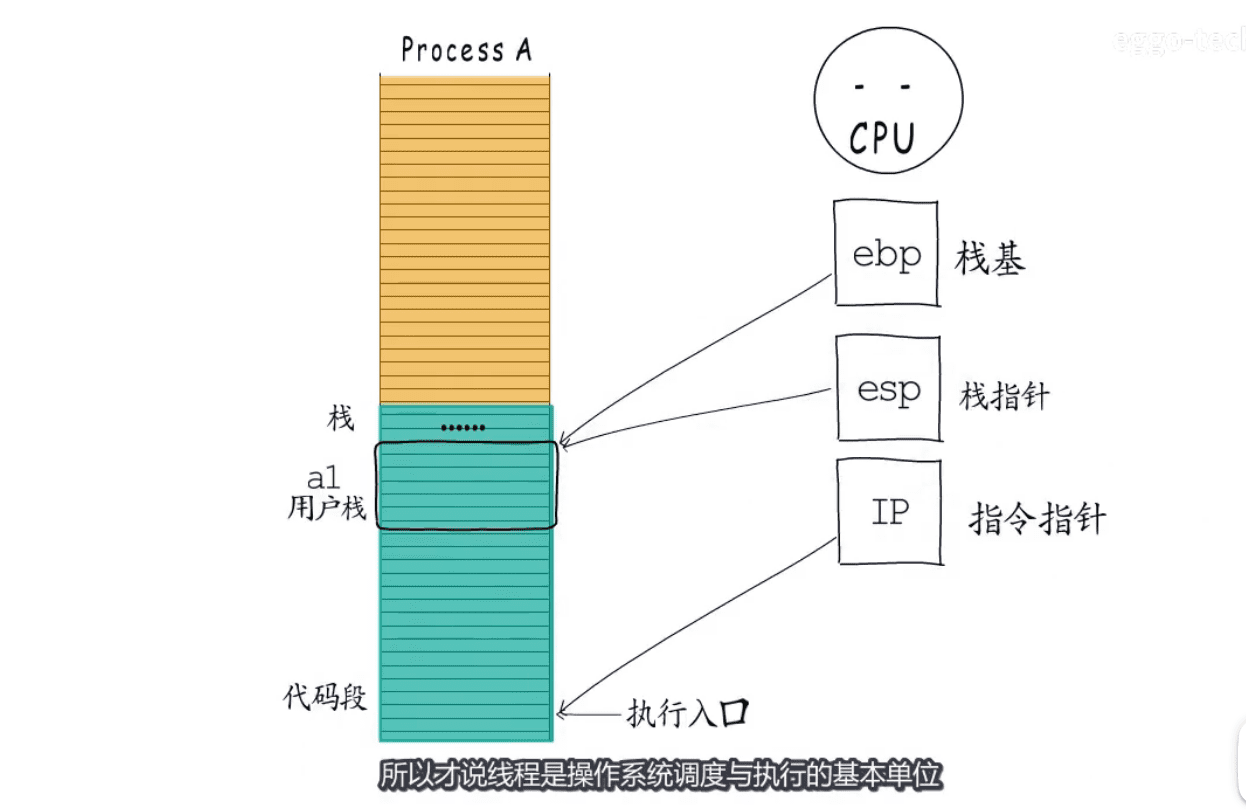 Process A
eggo-tech
CPU
ebp
栈基
esp
栈指针
栈
a1
用户栈
IP
指令指针
代码段
执行入口
所以才说线程是操作系统调度与执行的基本单位